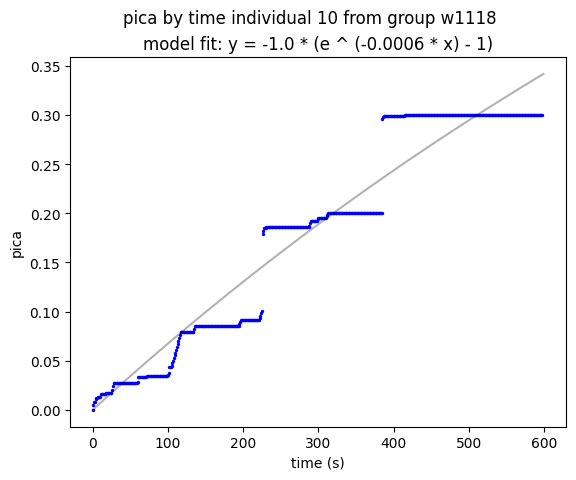 pica by time individual 10 from group w1118
model fit: y = -1.0 * (e ^ (-0.0006 * x) - 1)
0.35
0.30
0.25
0.20
0.15
0.10
0.05
0.00
pica
0 100 200 300 400 500 600
time (s)